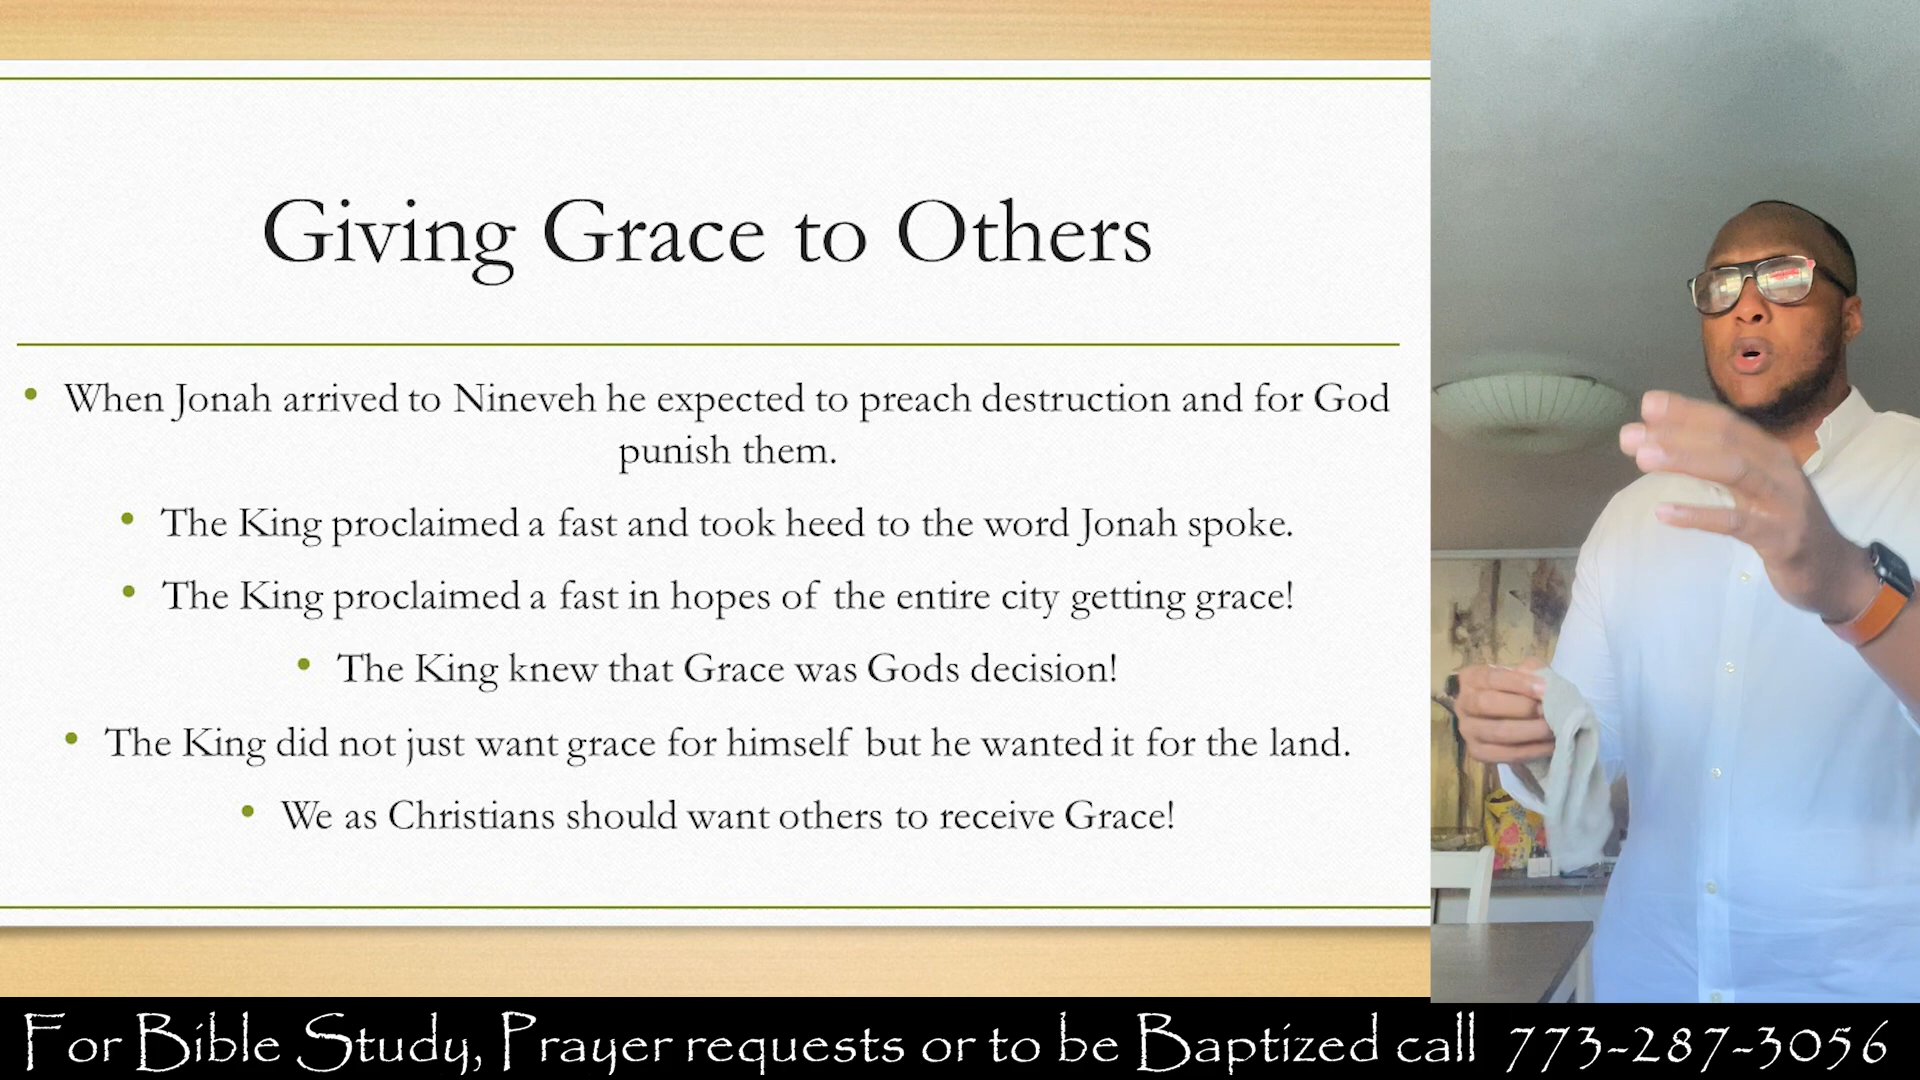 Giving Grace to Others
• When Jonah arrived to Nineveh he expected to preach destruction and for God
punish them.
• The King proclaimed a fast and took heed to the word Jonah spoke.
• The King proclaimed a fast in hopes of the entire city getting grace!
• The King knew that Grace was Gods decision!
• The King did not just want grace for himself but he wanted it for the land.
• We as Christians should want others to receive Grace!
For Bible Study, Prayer requests or to be Baptized call 773-287-3056